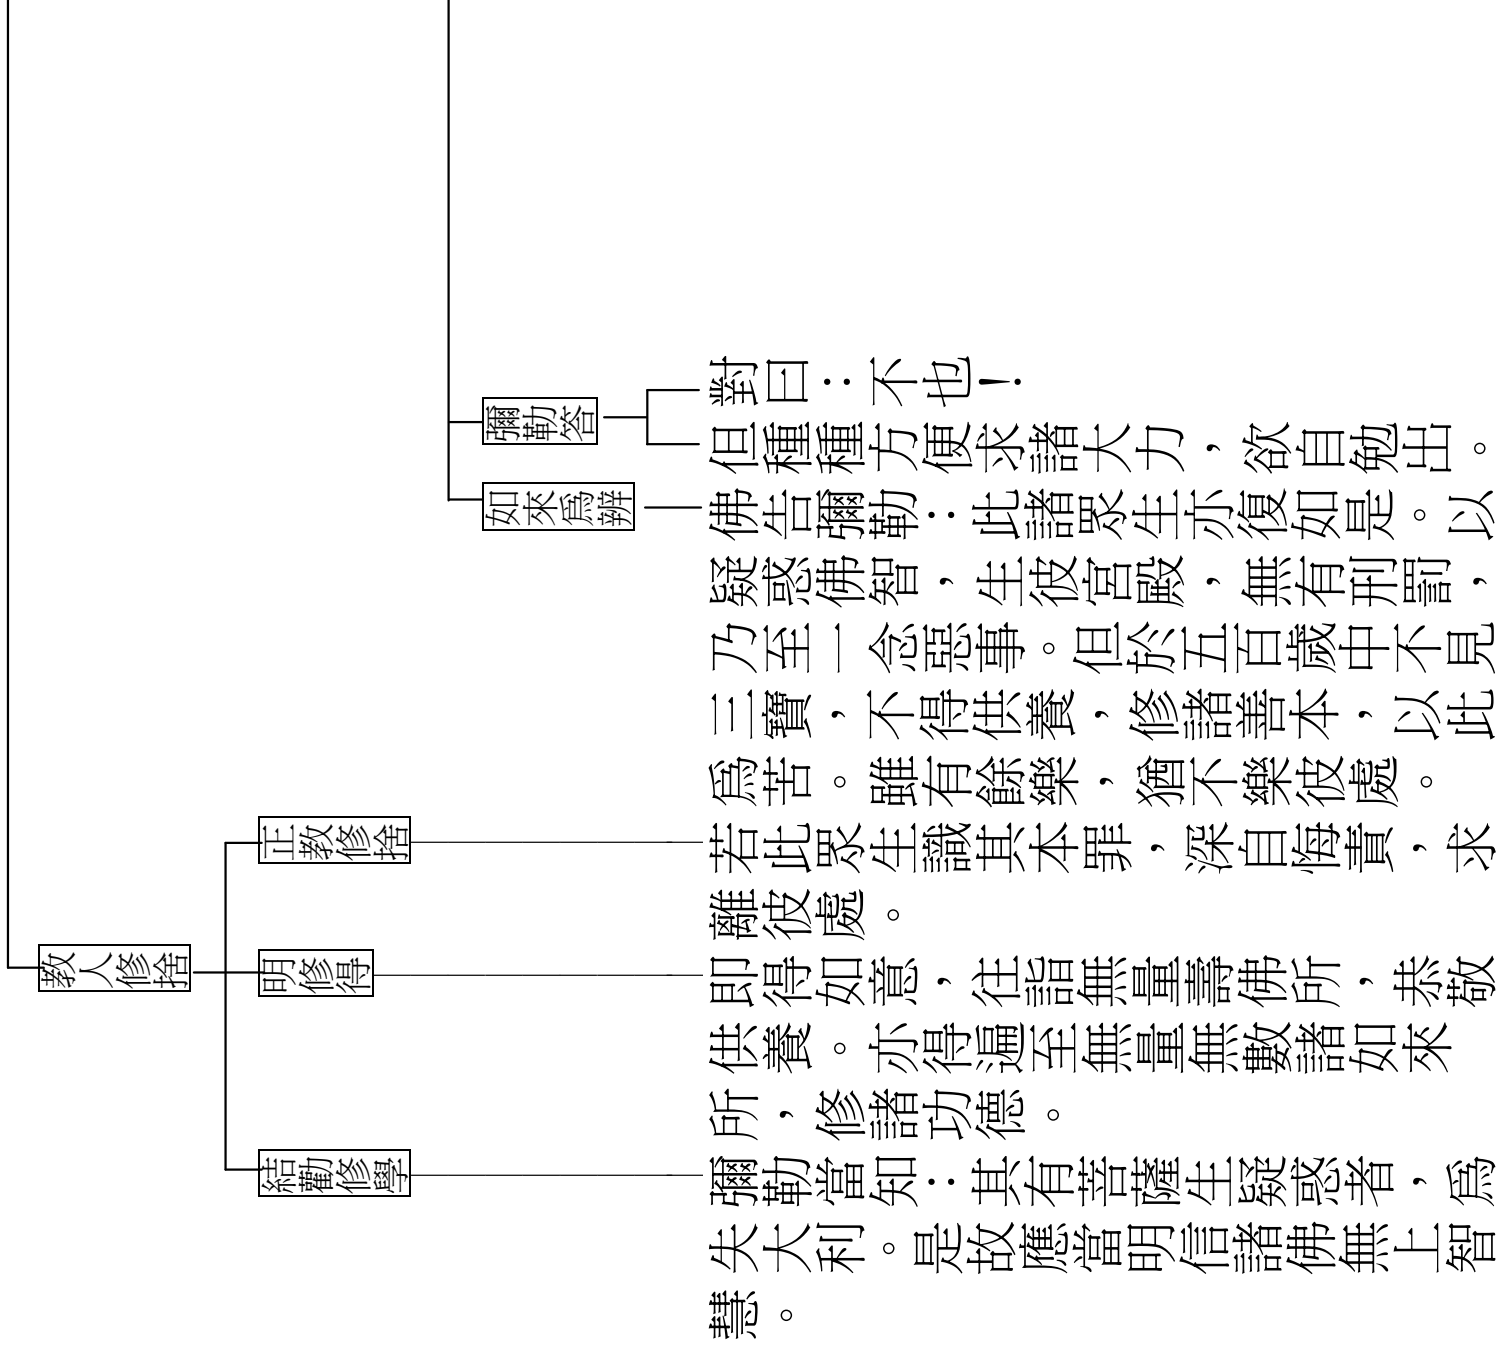 彌勒答
對曰：不也！
但種種方便求諸大力，欲自勉出。
如來為辨
佛告彌勒：此諸眾生亦復如是。以
疑惑佛智，生彼宮殿，無有刑罰，
乃至一念惡事。但於五百歲中不見
三寶，不得供養，修諸善本，以此
為苦。雖有餘樂，猶不樂彼處。
教人修捨
正教修捨
若此眾生識其本罪，深自悔責，求
離彼處。
明修得
即得如意，往詣無量壽佛所，恭敬
供養。亦得遍至無量無數諸如來
所，修諸功德。
結勸修學
彌勒當知：其有菩薩生疑惑者，為
失大利。是故應當明信諸佛無上智
慧。